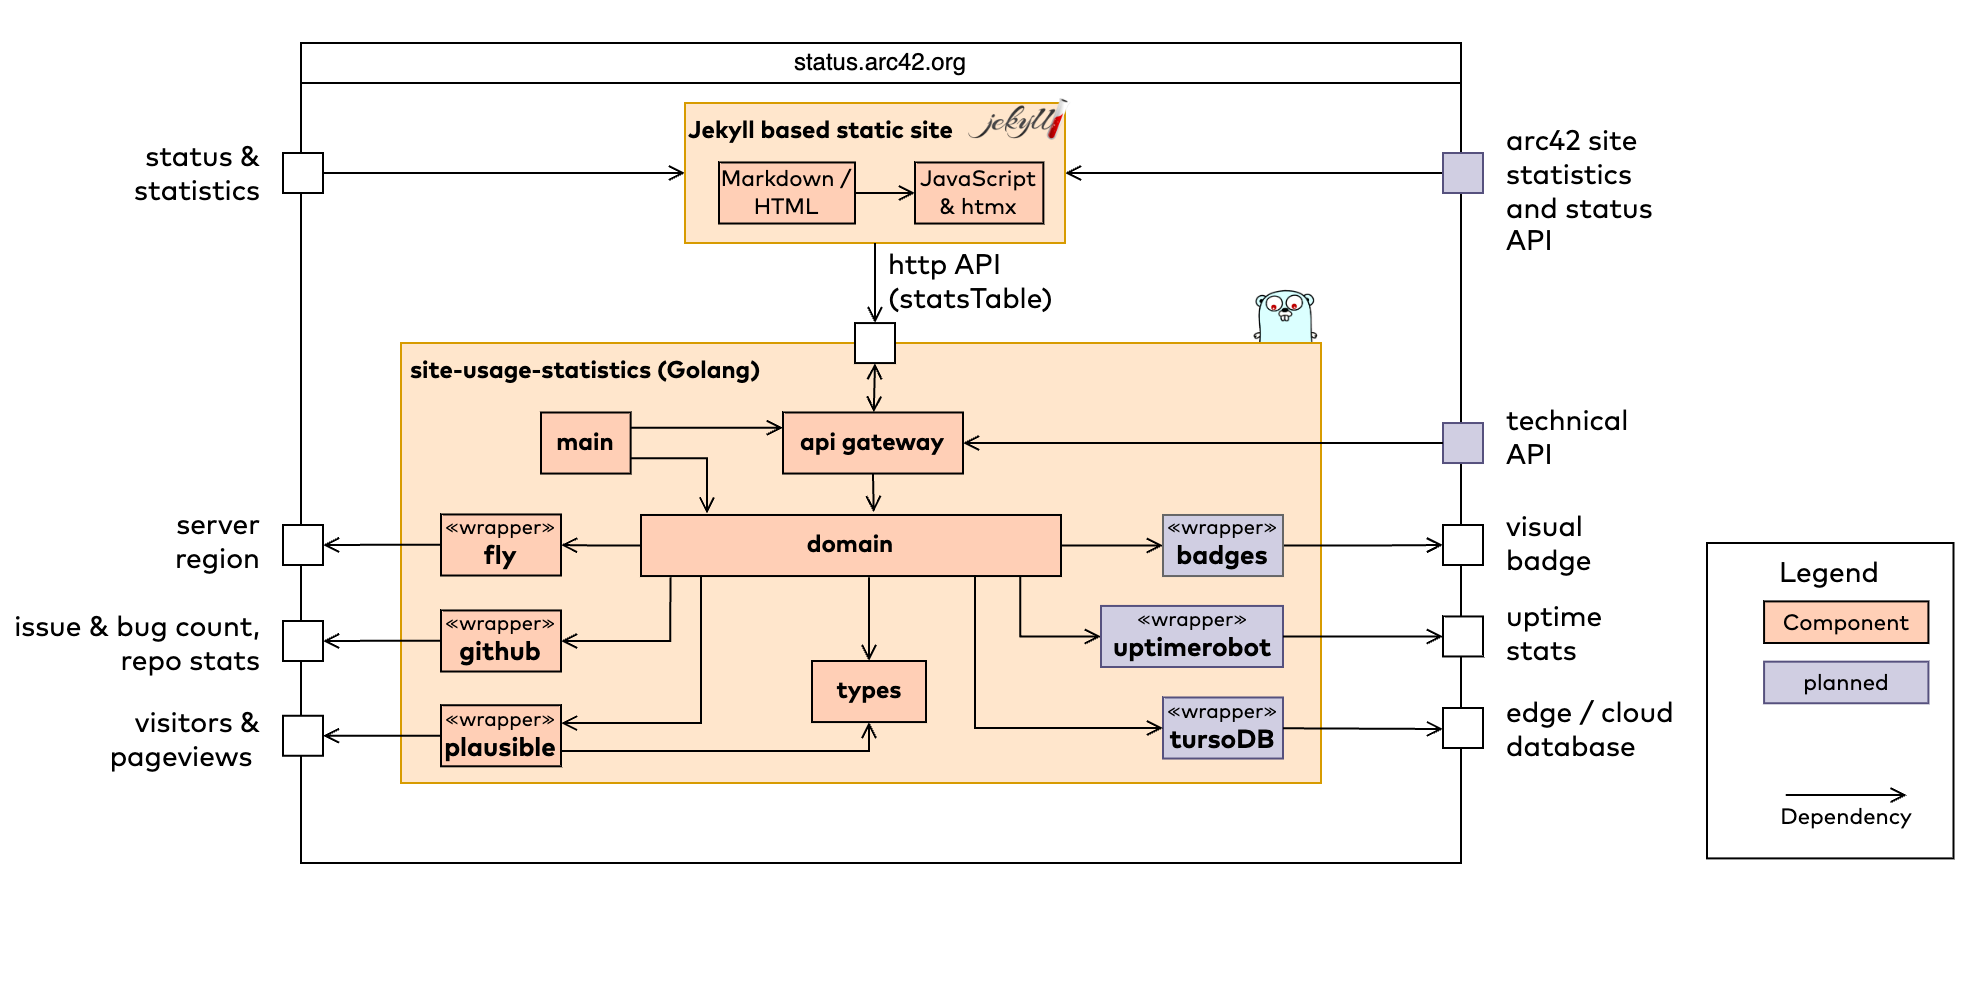 status.arc42.org
Jekyll based static site
jekyll
Markdown /
HTML
JavaScript
& htmx
status &
statistics
arc42 site
statistics
and status
API
http API
(statsTable)
site-usage-statistics (Golang)
main
api gateway
technical
API
server
region
«wrapper»
fly
domain
«wrapper»
badges
visual
badge
issue & bug count,
repo stats
«wrapper»
github
«wrapper»
uptimerobot
uptime
stats
types
visitors &
pageviews
«wrapper»
plausible
«wrapper»
tursoDB
edge / cloud
database
Legend
Component
planned
Dependency